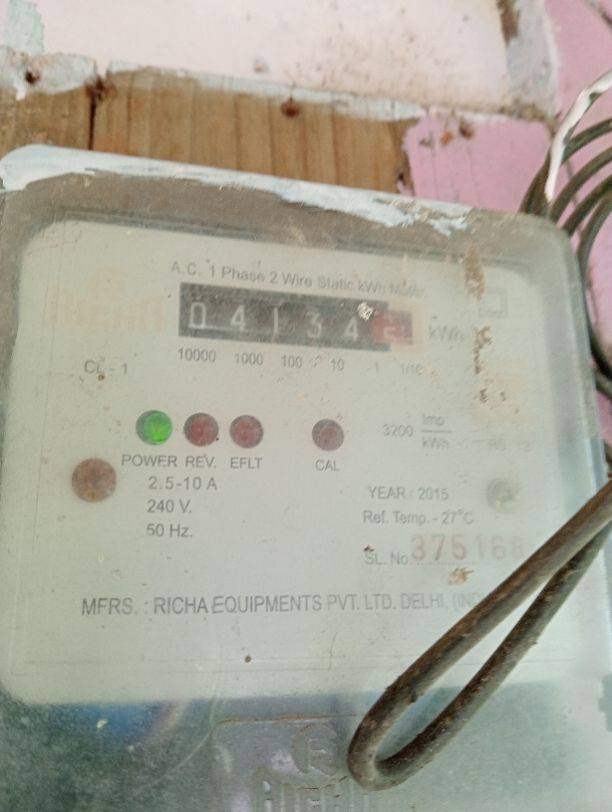 A.C. 1 Phase 2 Wire Static kWh Meter
0 4 1 3 4 kWh
10000 1000 100 10 1 1/10
CL - 1
3200 Imp
kWh
POWER REV. EFLT CAL
2.5-10 A
240 V.
50 Hz.
YEAR : 2015
Ref. Temp. - 27°C
SL. No. 375168
MFRS. : RICHA EQUIPMENTS PVT. LTD. DELHI.